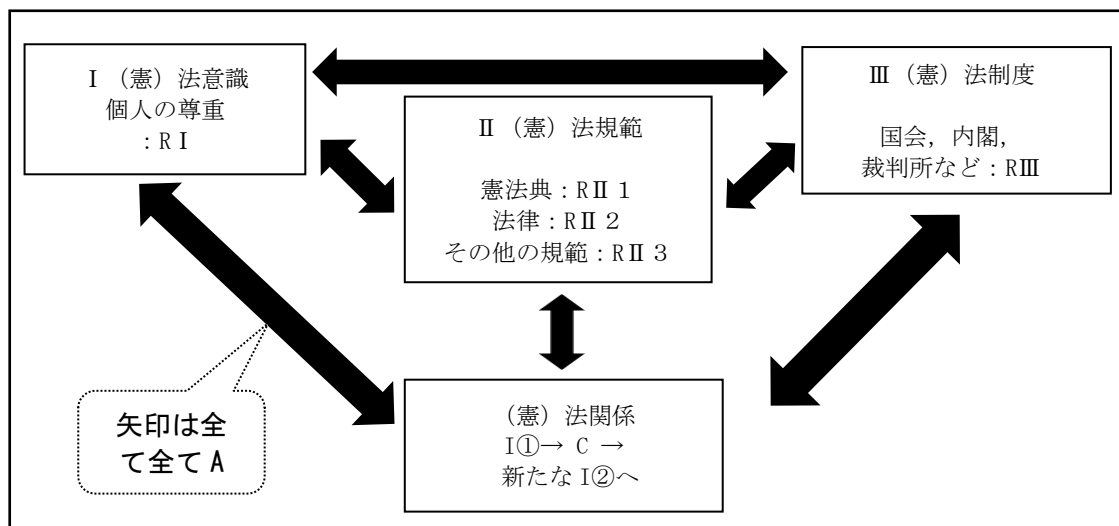 Ⅰ（憲）法意識
個人の尊重
：RⅠ
Ⅱ（憲）法規範
憲法典：RⅡ１
法律：RⅡ２
その他の規範：RⅡ３
Ⅲ（憲）法制度
国会，内閣，
裁判所など：RⅢ
矢印は全
て全て A
（憲）法関係
I①→ C →
新たな I②へ